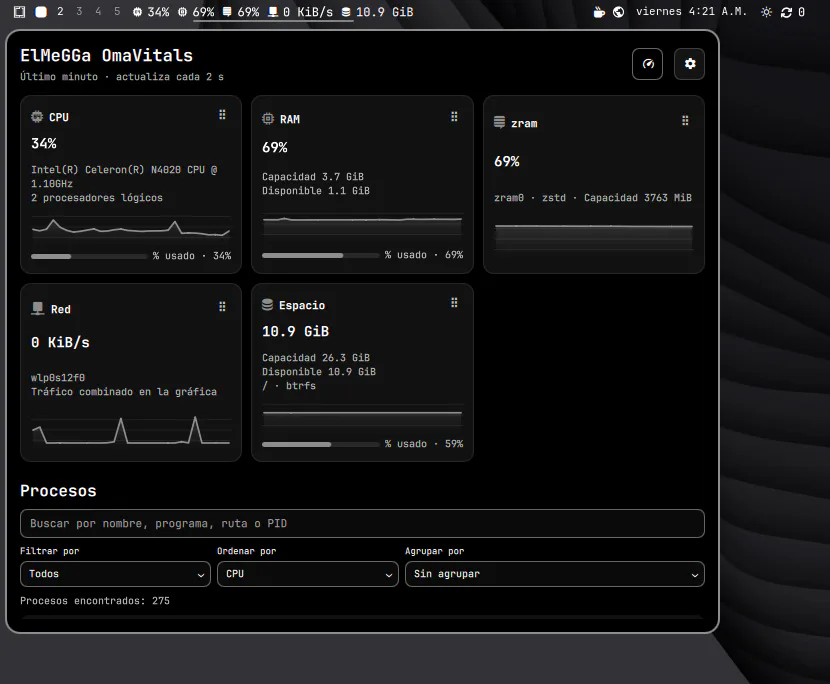 2 3 4 5 34% 69% 69% 0 KiB/s 10.9 GiB viernes 4:21 A.M. 0
ElMeGGa OmaVitals
Último minuto · actualiza cada 2 s
CPU
34%
Intel(R) Celeron(R) N4020 CPU @
1.10GHz
2 procesadores lógicos
% usado · 34%
RAM
69%
Capacidad 3.7 GiB
Disponible 1.1 GiB
% usado · 69%
zram
69%
zram0 · zstd · Capacidad 3763 MiB
Red
0 KiB/s
wlp0s12f0
Tráfico combinado en la gráfica
Espacio
10.9 GiB
Capacidad 26.3 GiB
Disponible 10.9 GiB
/ · btrfs
% usado · 59%
Procesos
Buscar por nombre, programa, ruta o PID
Filtrar por Ordenar por Agrupar por
Todos CPU Sin agrupar
Procesos encontrados: 275